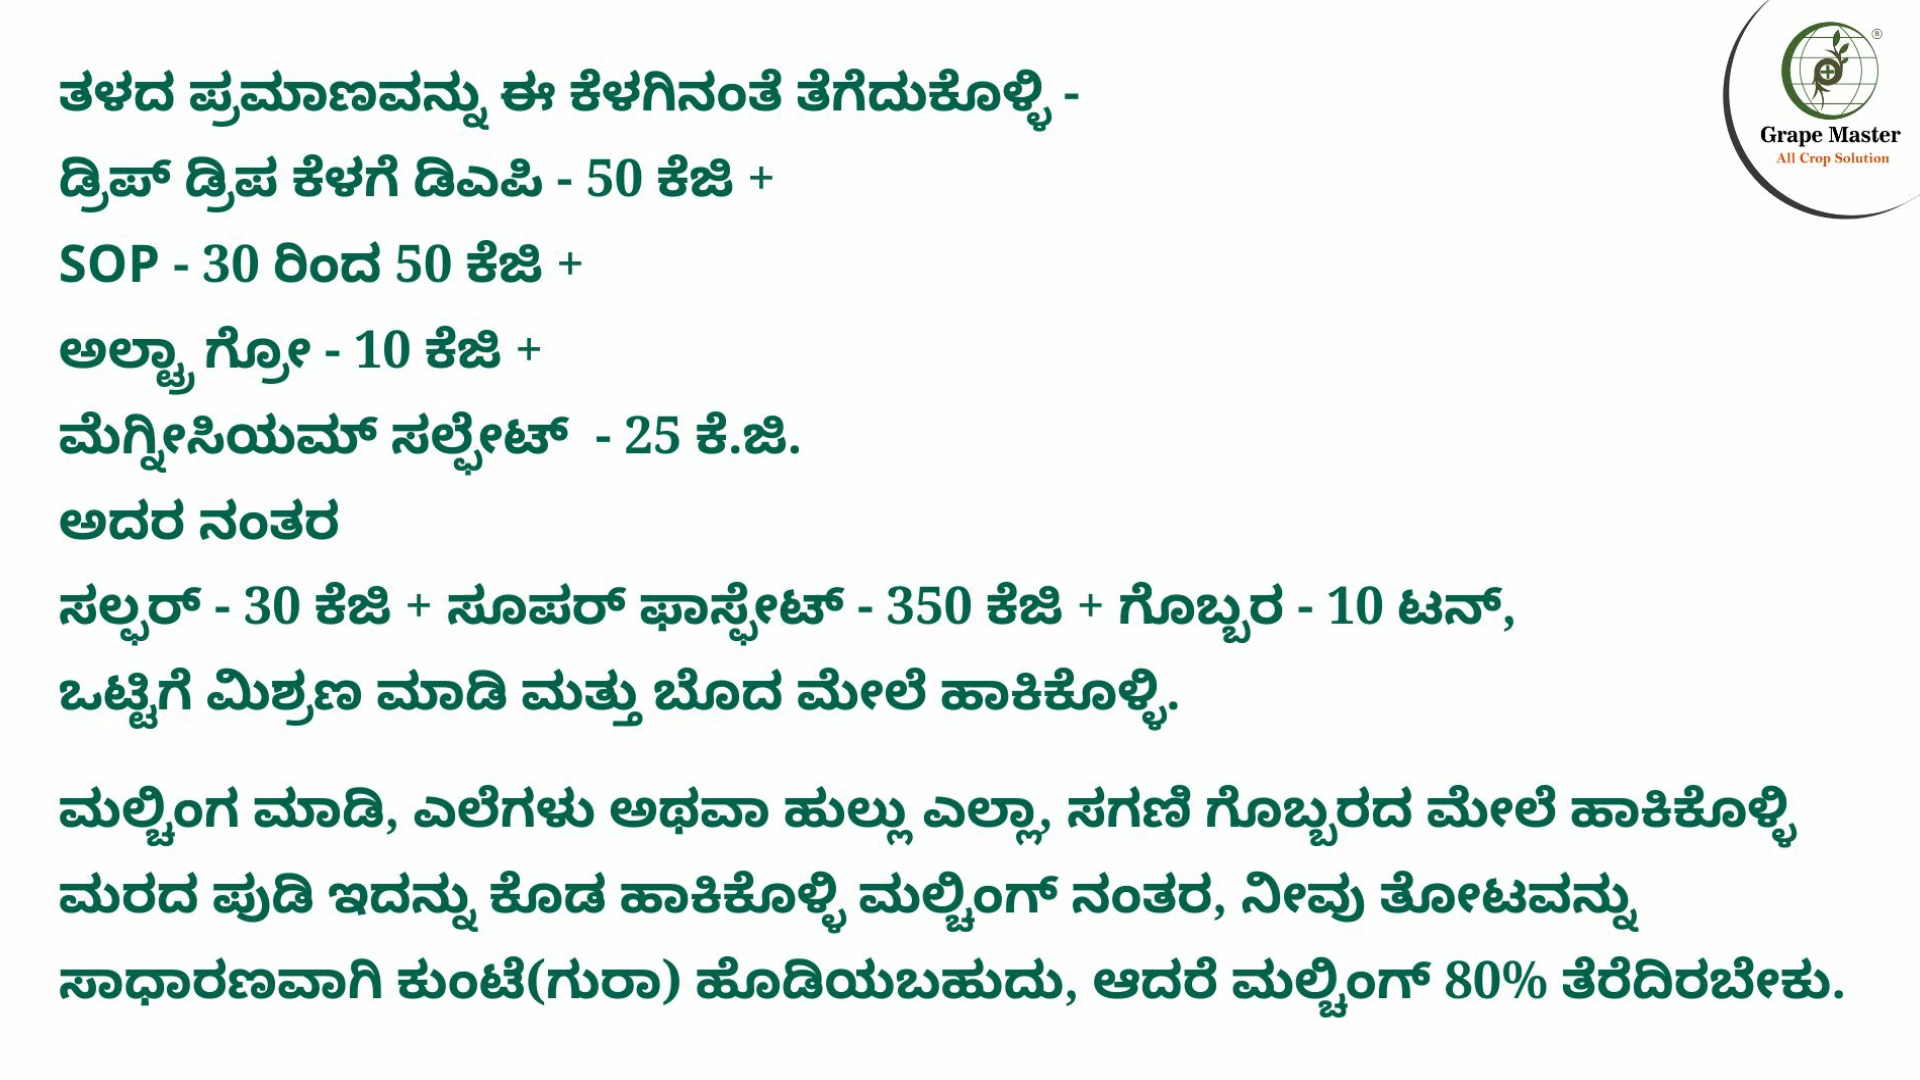 ತಳದ ಪ್ರಮಾಣವನ್ನು ಈ ಕೆಳಗಿನಂತೆ ತೆಗೆದುಕೊಳ್ಳಿ -
ಡ್ರಿಪ್ ಡ್ರಿಪ ಕೆಳಗೆ ಡಿಎಪಿ - 50 ಕೆಜಿ +
SOP - 30 ರಿಂದ 50 ಕೆಜಿ +
ಅಲ್ಟ್ರಾ ಗ್ರೋ - 10 ಕೆಜಿ +
ಮೆಗ್ನೀಸಿಯಮ್ ಸಲ್ಫೇಟ್ - 25 ಕೆ.ಜಿ.
ಅದರ ನಂತರ
ಸಲ್ಫರ್ - 30 ಕೆಜಿ + ಸೂಪರ್ ಫಾಸ್ಫೇಟ್ - 350 ಕೆಜಿ + ಗೊಬ್ಬರ - 10 ಟನ್,
ಒಟ್ಟಿಗೆ ಮಿಶ್ರಣ ಮಾಡಿ ಮತ್ತು ಬೊದ ಮೇಲೆ ಹಾಕಿಕೊಳ್ಳಿ.
ಮಲ್ಚಿಂಗ ಮಾಡಿ, ಎಲೆಗಳು ಅಥವಾ ಹುಲ್ಲು ಎಲ್ಲಾ, ಸಗಣಿ ಗೊಬ್ಬರದ ಮೇಲೆ ಹಾಕಿಕೊಳ್ಳಿ
ಮರದ ಪುಡಿ ಇದನ್ನು ಕೊಡ ಹಾಕಿಕೊಳ್ಳಿ ಮಲ್ಚಿಂಗ್ ನಂತರ, ನೀವು ತೋಟವನ್ನು
ಸಾಧಾರಣವಾಗಿ ಕುಂಟೆ(ಗುರಾ) ಹೊಡಿಯಬಹುದು, ಆದರೆ ಮಲ್ಚಿಂಗ್ 80% ತೆರೆದಿರಬೇಕು.
®
Grape Master
All Crop Solution